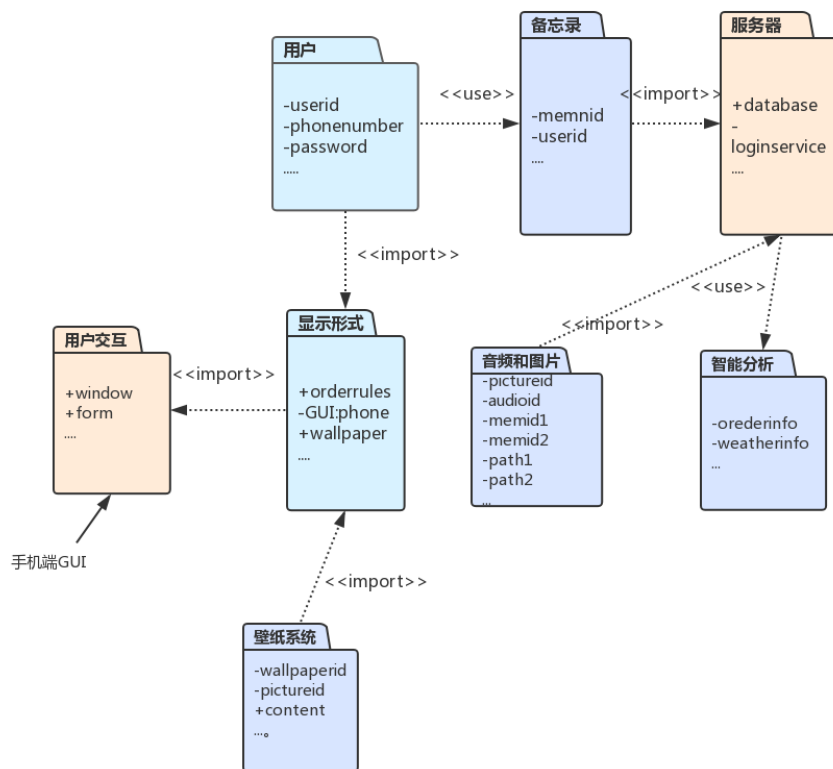 用户
-userid
-phonenumber
-password
.....
<<use>>
备忘录
-memnid
-userid
....
<<import>>
服务器
+database
-
loginservice
....
<<import>>
<<use>>
<<import>>
用户交互
+window
+form
....
<<import>>
显示形式
+orderrules
-GUI:phone
+wallpaper
....
音频和图片
-pictureid
-audioid
-memid1
-memid2
-path1
-path2
...
智能分析
-orederinfo
-weatherinfo
...
手机端GUI
<<import>>
壁纸系统
-wallpaperid
-pictureid
+content
...。